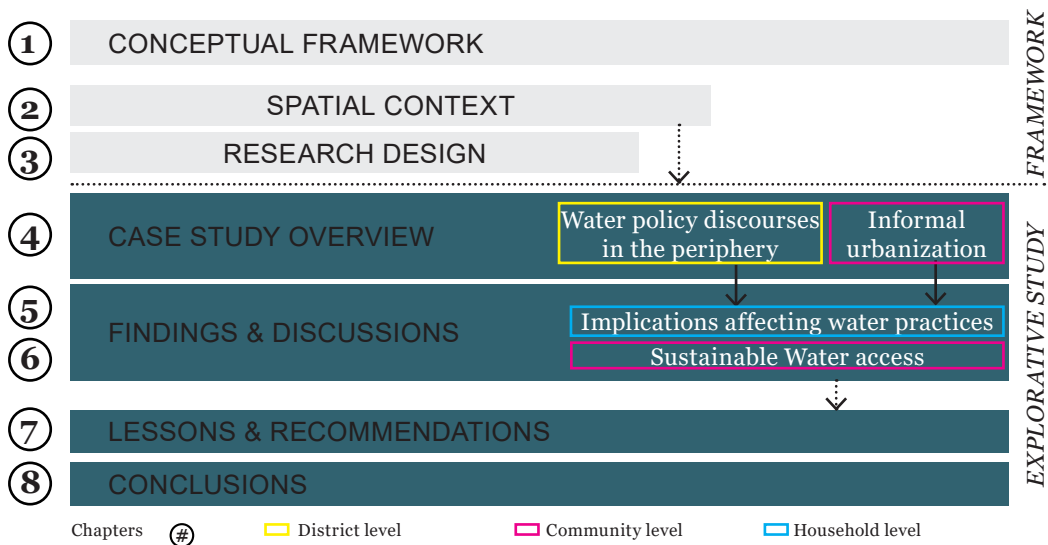 1 CONCEPTUAL FRAMEWORK
2 SPATIAL CONTEXT
3 RESEARCH DESIGN
FRAMEWORK
4 CASE STUDY OVERVIEW
Water policy discourses
in the periphery
Informal
urbanization
5
FINDINGS & DISCUSSIONS
6
Implications affecting water practices
Sustainable Water access
7 LESSONS & RECOMMENDATIONS
8 CONCLUSIONS
EXPLORATIVE STUDY
Chapters # District level Community level Household level